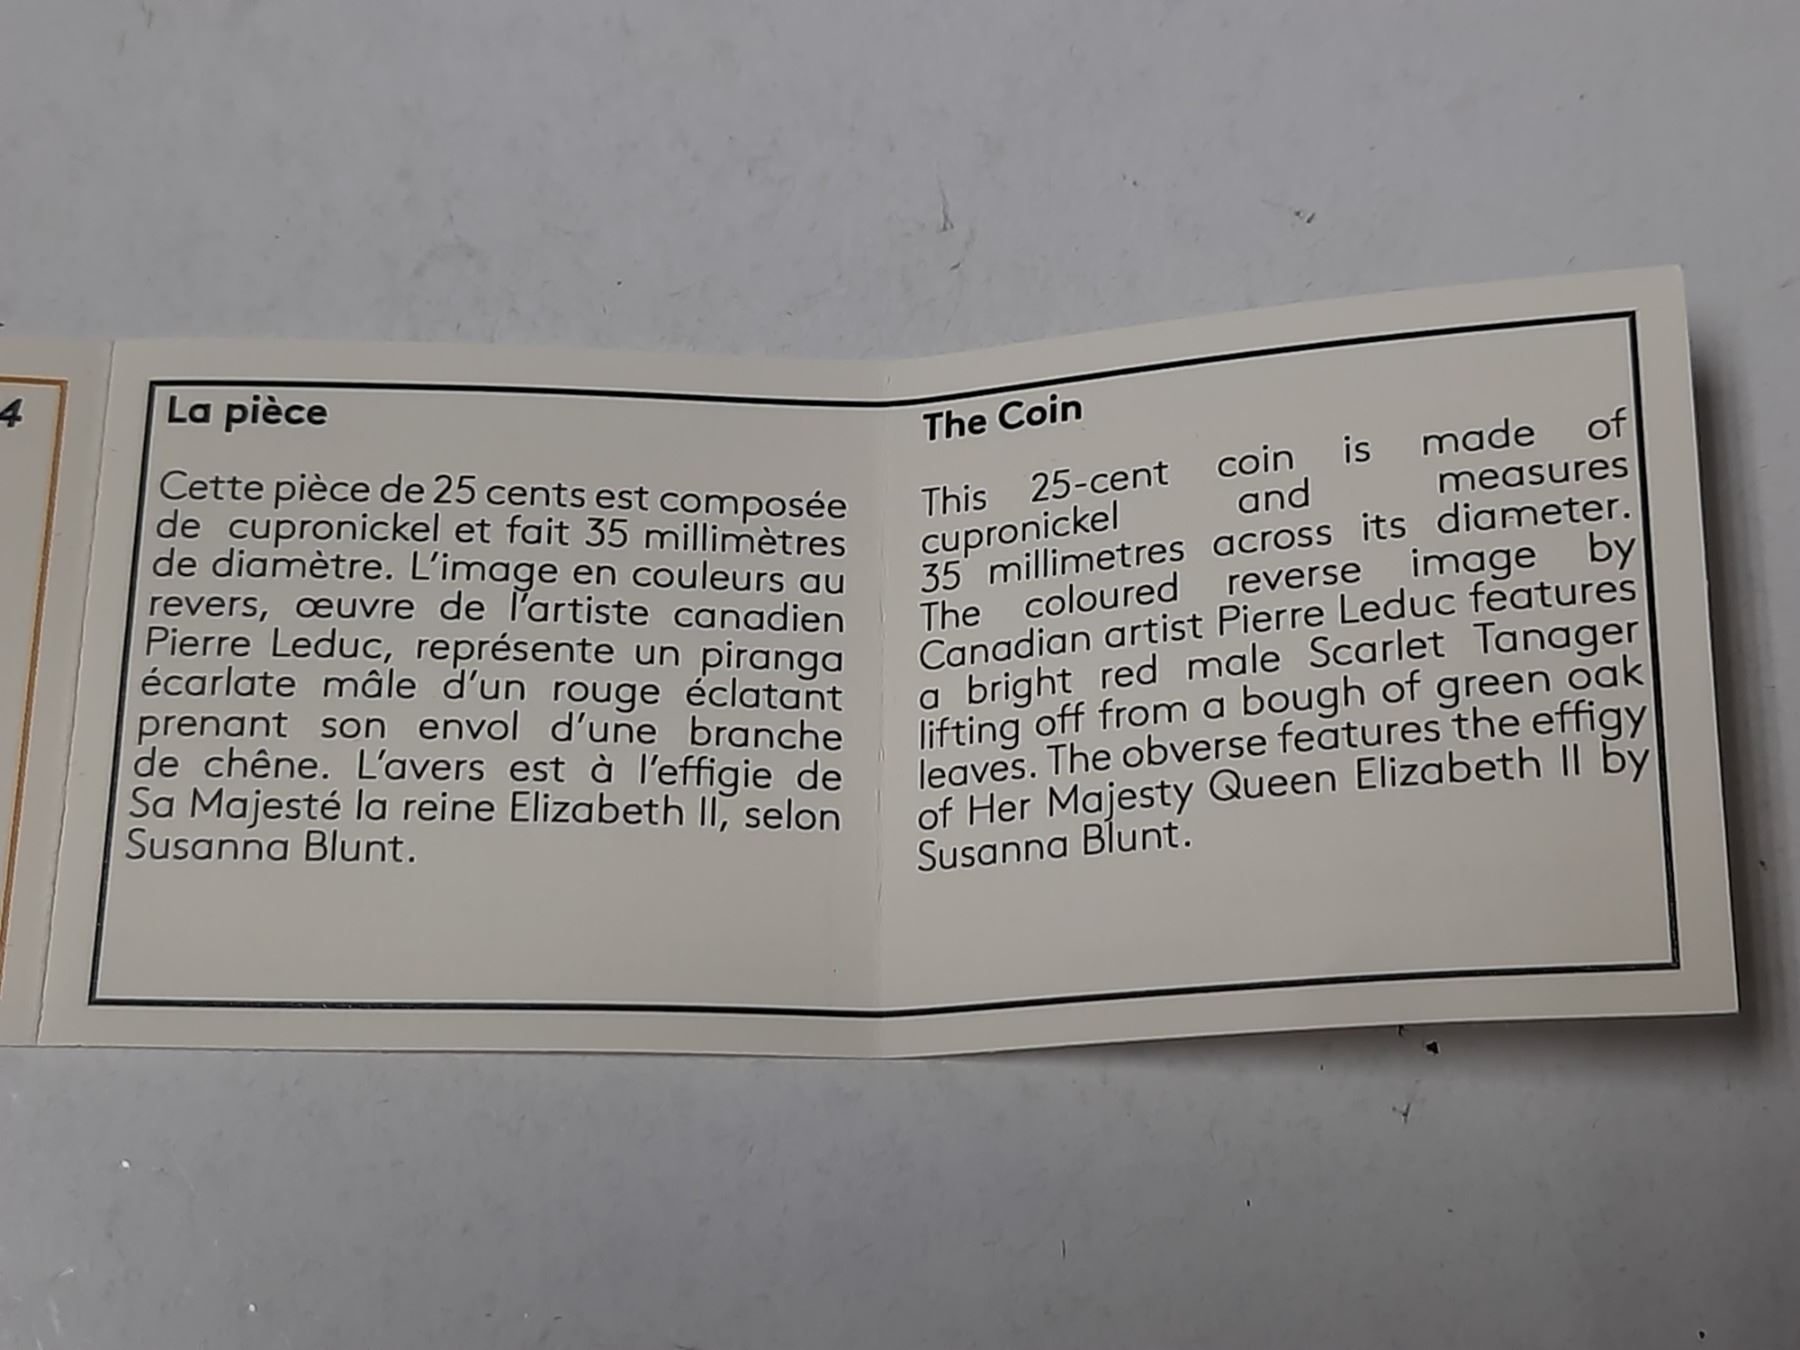 4
La pièce
Cette pièce de 25 cents est composée
de cupronickel et fait 35 millimètres
de diamètre. L'image en couleurs au
revers, œuvre de l'artiste canadien
Pierre Leduc, représente un piranga
écarlate mâle d'un rouge éclatant
prenant son envol d'une branche
de chêne. L'avers est à l'effigie de
Sa Majesté la reine Elizabeth II, selon
Susanna Blunt.
The Coin
This 25-cent coin is made of
cupronickel and measures
35 millimetres across its diameter.
The coloured reverse image by
Canadian artist Pierre Leduc features
a bright red male Scarlet Tanager
lifting off from a bough of green oak
leaves. The obverse features the effigy
of Her Majesty Queen Elizabeth II by
Susanna Blunt.